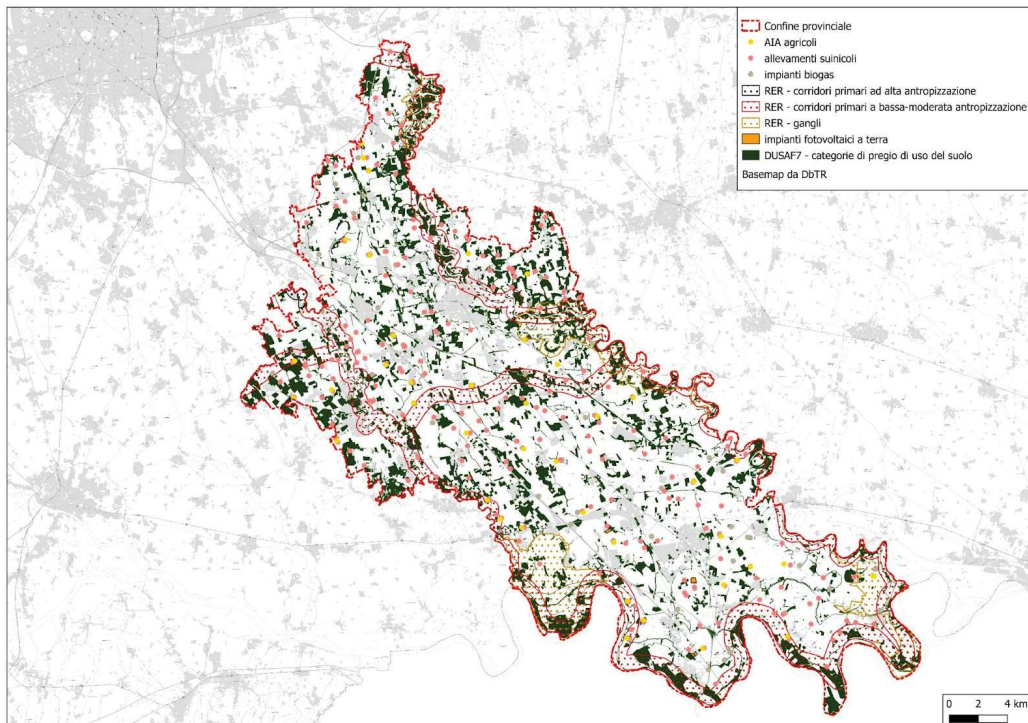 Confine provinciale
AIA agricoli
allevamenti suinicoli
impianti biogas
RER - corridori primari ad alta antropizzazione
RER - corridori primari a bassa-moderata antropizzazione
RER - gangli
impianti fotovoltaici a terra
DUSAF7 - categorie di pregio di uso del suolo
Basemap da DbTR
0 2 4 km